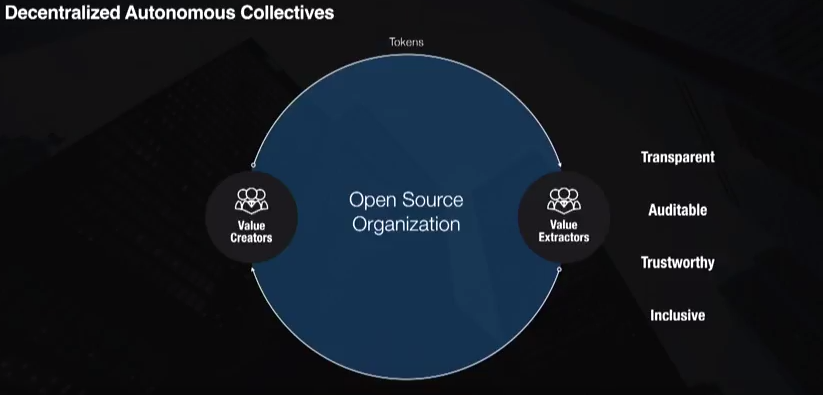 Decentralized Autonomous Collectives
Tokens
Open Source
Organization
Value
Creators
Value
Extractors
Transparent
Auditable
Trustworthy
Inclusive